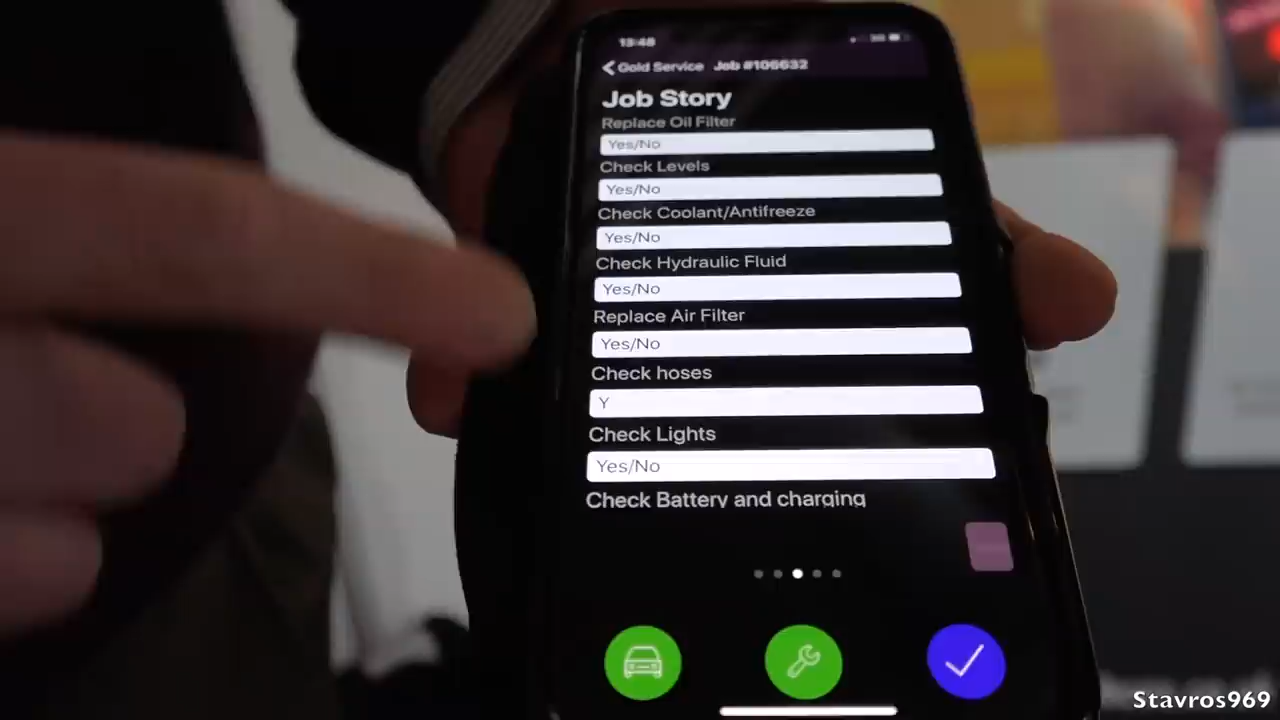 13:48
Gold Service Job #106632
Job Story
Replace Oil Filter
Yes/No
Check Levels
Yes/No
Check Coolant/Antifreeze
Yes/No
Check Hydraulic Fluid
Yes/No
Replace Air Filter
Yes/No
Check hoses
Y
Check Lights
Yes/No
Check Battery and charging
Stavros969